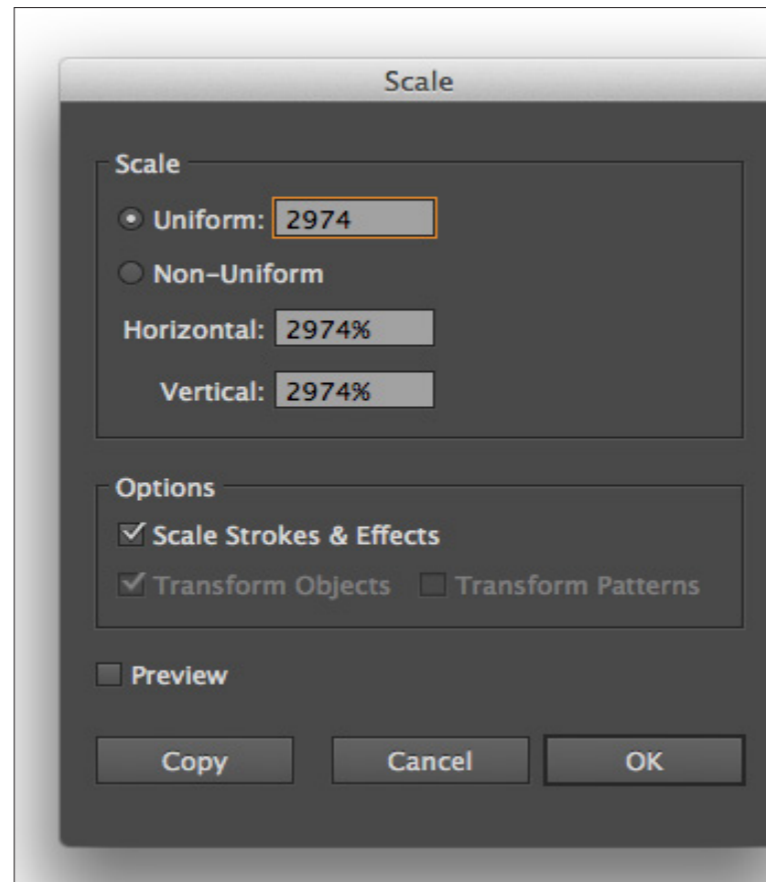 Scale
Scale
Uniform: 2974
Non-Uniform
Horizontal: 2974%
Vertical: 2974%
Options
Scale Strokes & Effects
Transform Objects Transform Patterns
Preview
Copy Cancel OK